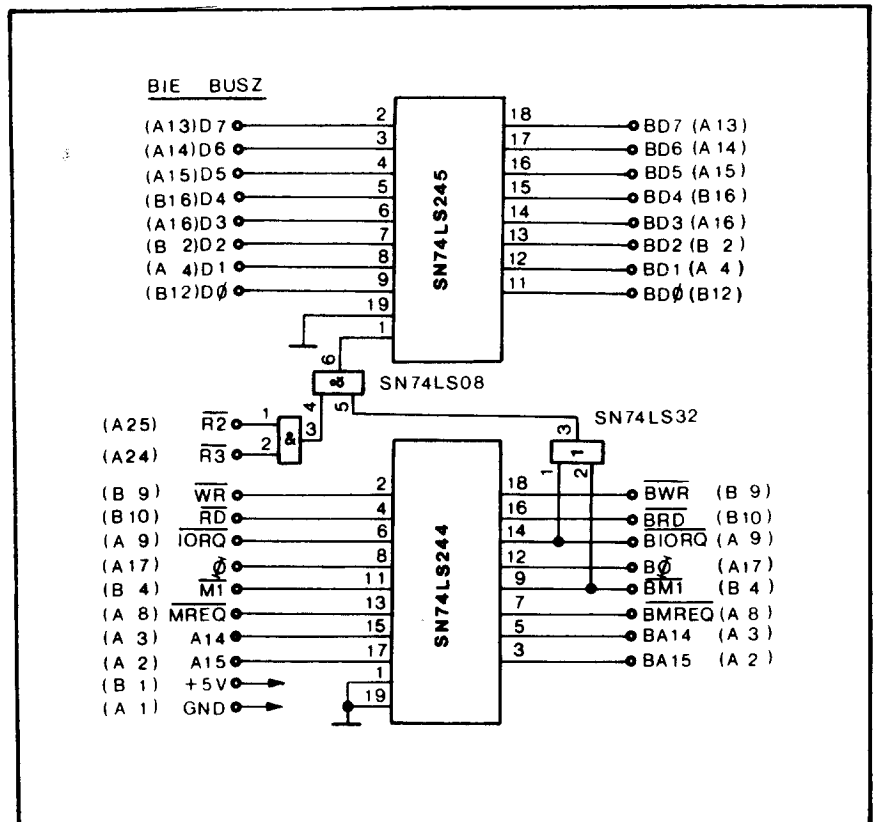 BIE BUSZ
(A13)D7 2 18 BD7 (A13)
(A14)D6 3 17 BD6 (A14)
(A15)D5 4 16 BD5 (A15)
(B16)D4 5 15 BD4 (B16)
(A16)D3 6 14 BD3 (A16)
(B 2)D2 7 13 BD2 (B 2)
(A 4)D1 8 12 BD1 (A 4)
(B12)DØ 9 11 BDØ (B12)
19
1
SN74LS245
6
& SN74LS08
4 5
SN74LS32
3
1
1 2
(A25) R2 1
& 3
(A24) R3 2
(B 9) WR 2 18 BWR (B 9)
(B10) RD 4 16 BRD (B10)
(A 9) IORQ 6 14 BIORQ (A 9)
(A17) Ø 8 12 BØ (A17)
(B 4) M1 11 9 BM1 (B 4)
(A 8) MREQ 13 7 BMREQ (A 8)
(A 3) A14 15 5 BA14 (A 3)
(A 2) A15 17 3 BA15 (A 2)
(B 1) +5V 1
(A 1) GND 19
SN74LS244